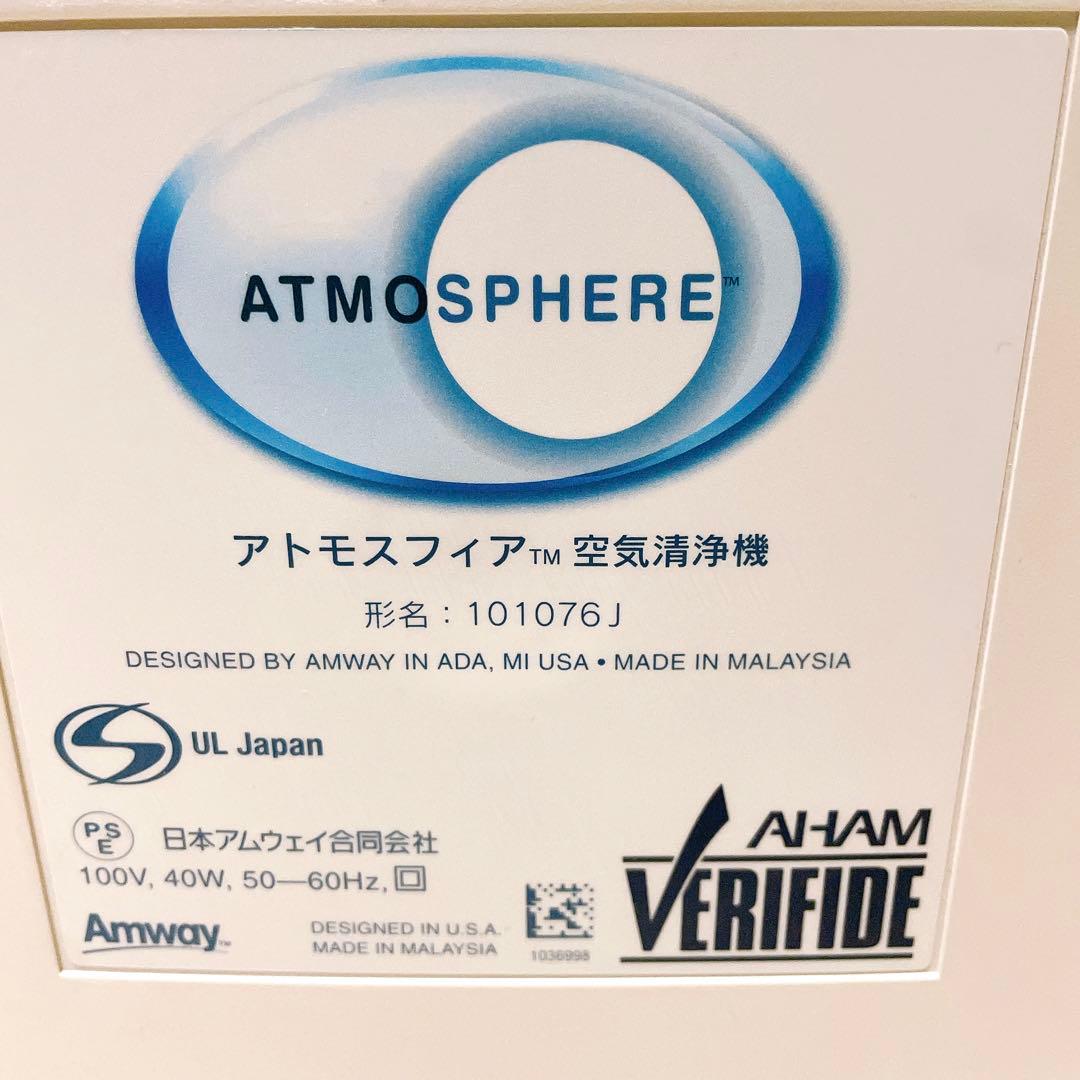 ATMOSPHERE™
アトモスフィア™ 空気清浄機
形名：101076J
DESIGNED BY AMWAY IN ADA, MI USA • MADE IN MALAYSIA
UL Japan
PSE 日本アムウェイ合同会社
100V, 40W, 50—60Hz,
Amway™
DESIGNED IN U.S.A.
MADE IN MALAYSIA
1036998
AHAM
VERIFIDE